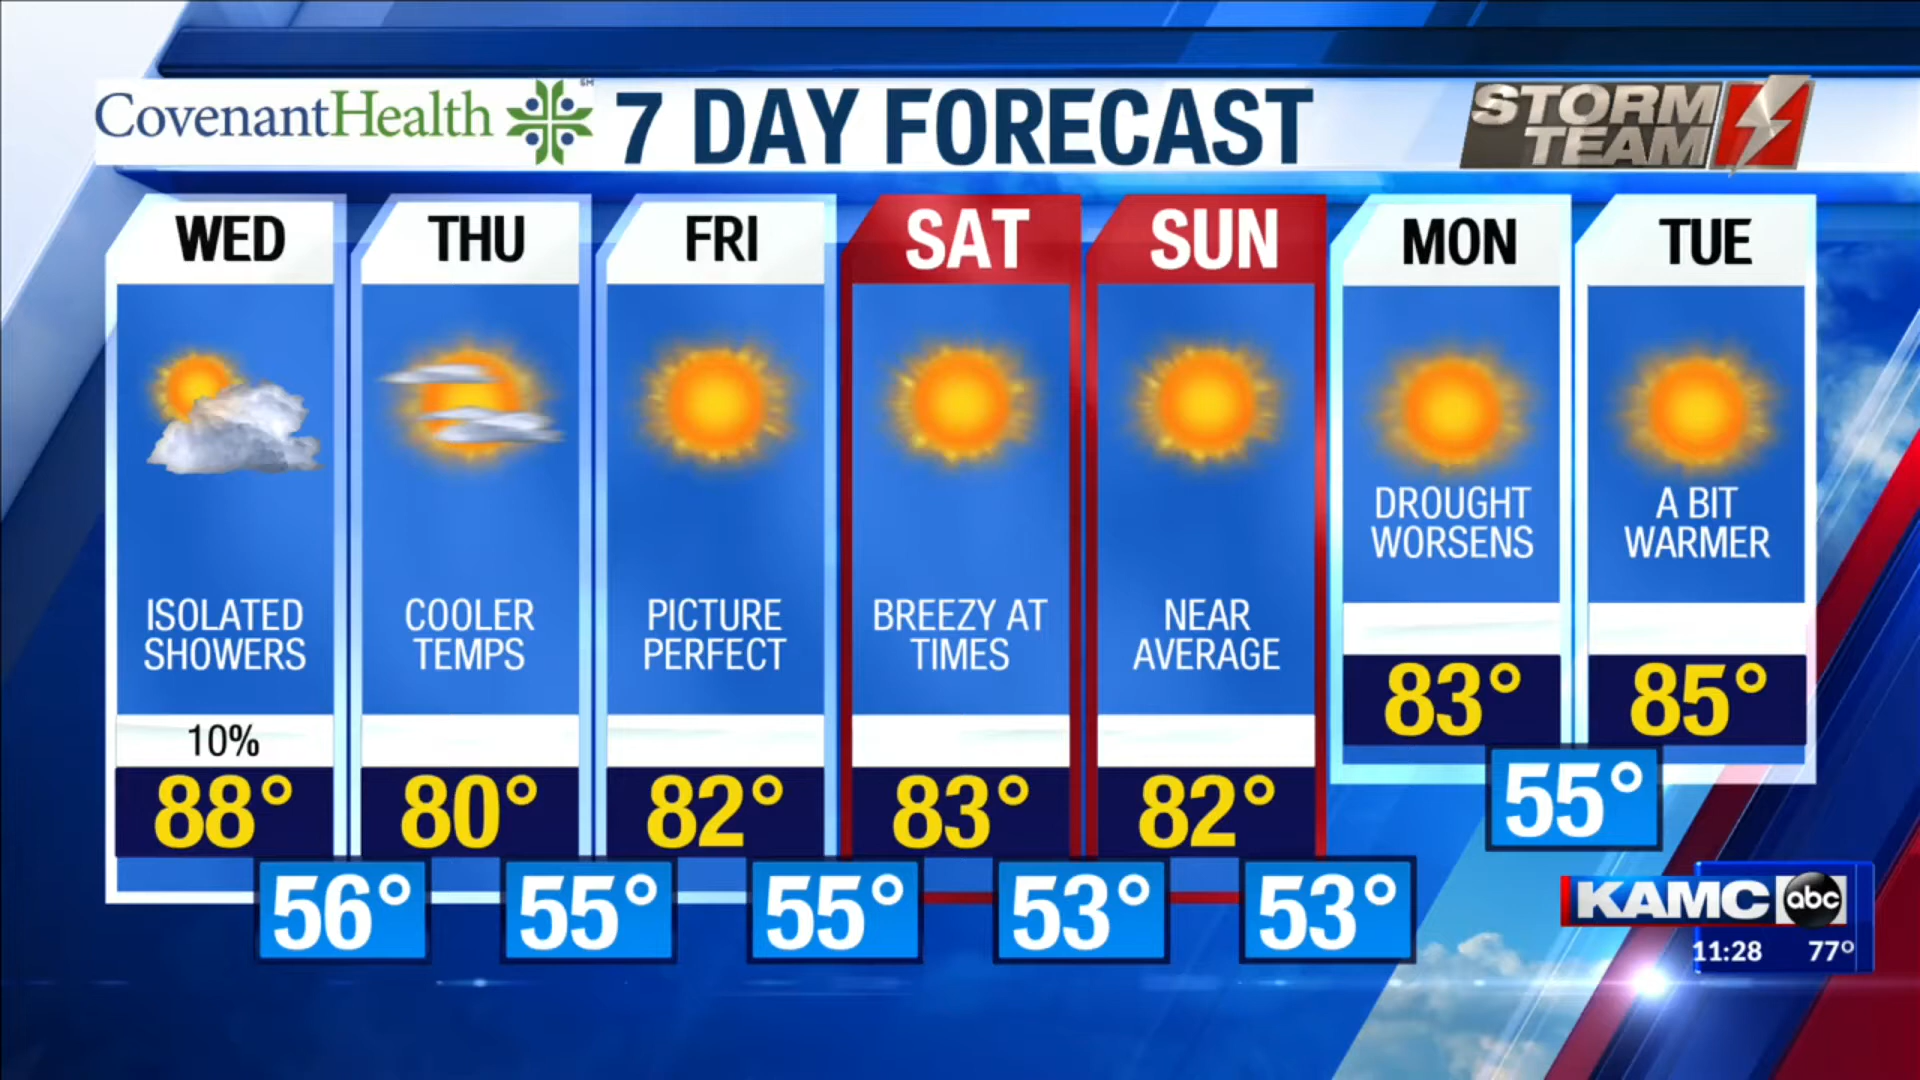 CovenantHealth SM 7 DAY FORECAST
STORM
TEAM
WED
ISOLATED
SHOWERS
10%
88°
56°
THU
COOLER
TEMPS
80°
55°
FRI
PICTURE
PERFECT
82°
55°
SAT
BREEZY AT
TIMES
83°
53°
SUN
NEAR
AVERAGE
82°
53°
MON
DROUGHT
WORSENS
83°
55°
TUE
A BIT
WARMER
85°
KAMC abc
11:28 77°